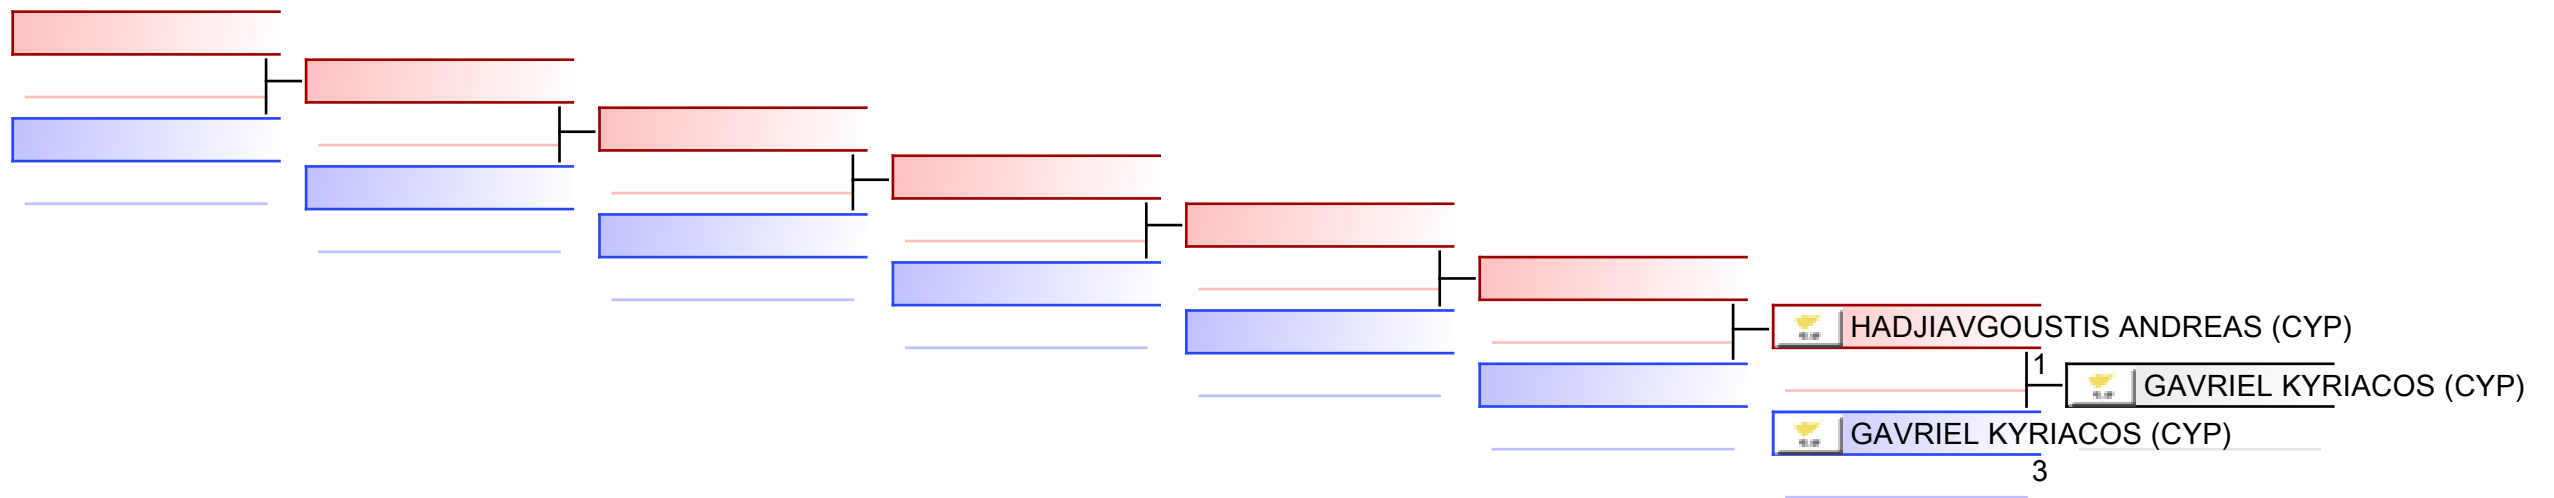 HADJIAVGOUSTIS ANDREAS (CYP)
1
GAVRIEL KYRIACOS (CYP)
GAVRIEL KYRIACOS (CYP)
3